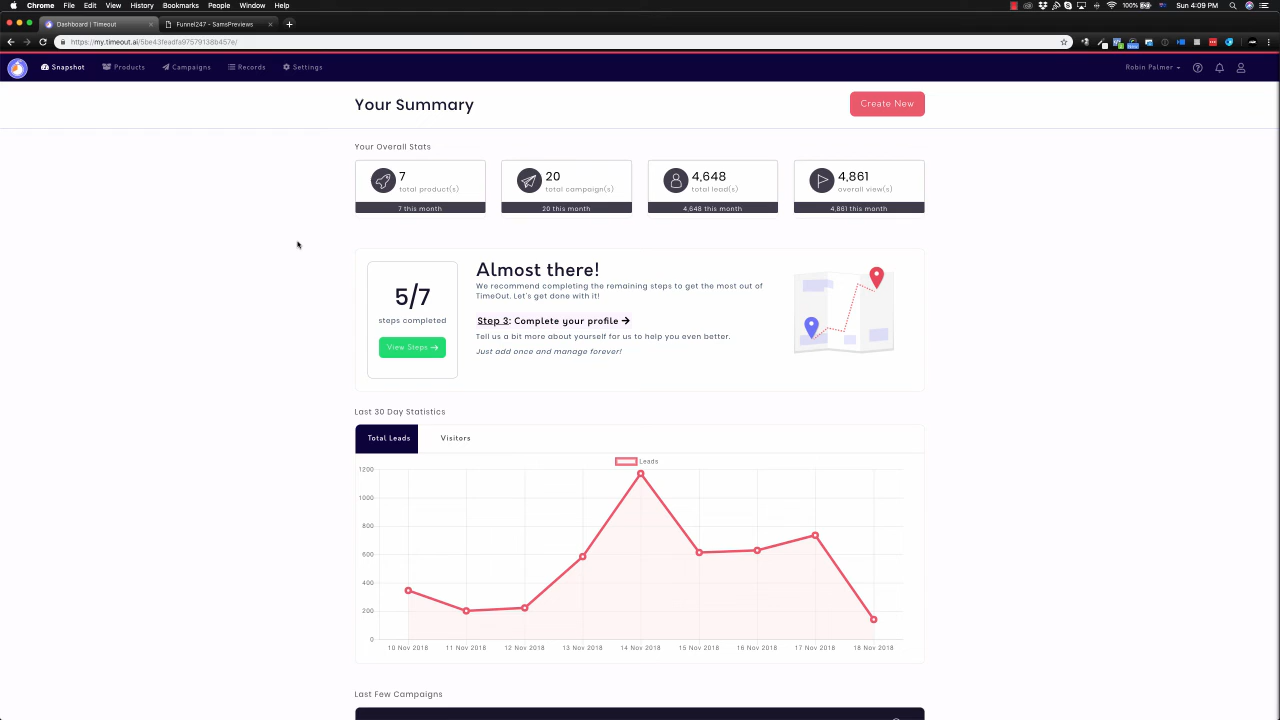 Chrome File Edit View History Bookmarks People Window Help
100% Sun 4:09 PM
Dashboard | Timeout
Funnel247 - SamsPreviews
https://my.timeout.ai/5be43feadfa97579138b457e/
Snapshot Products Campaigns Records Settings
Robin Palmer
Your Summary
Create New
Your Overall Stats
7
total product(s)
7 this month
20
total campaign(s)
20 this month
4,648
total lead(s)
4,648 this month
4,861
overall view(s)
4,861 this month
5/7
steps completed
View Steps →
Almost there!
We recommend completing the remaining steps to get the most out of
TimeOut. Let's get done with it!
Step 3: Complete your profile →
Tell us a bit more about yourself for us to help you even better.
Just add once and manage forever!
Last 30 Day Statistics
Total Leads Visitors
Leads
1200
1000
800
600
400
200
0
10 Nov 2018 11 Nov 2018 12 Nov 2018 13 Nov 2018 14 Nov 2018 15 Nov 2018 16 Nov 2018 17 Nov 2018 18 Nov 2018
Last Few Campaigns